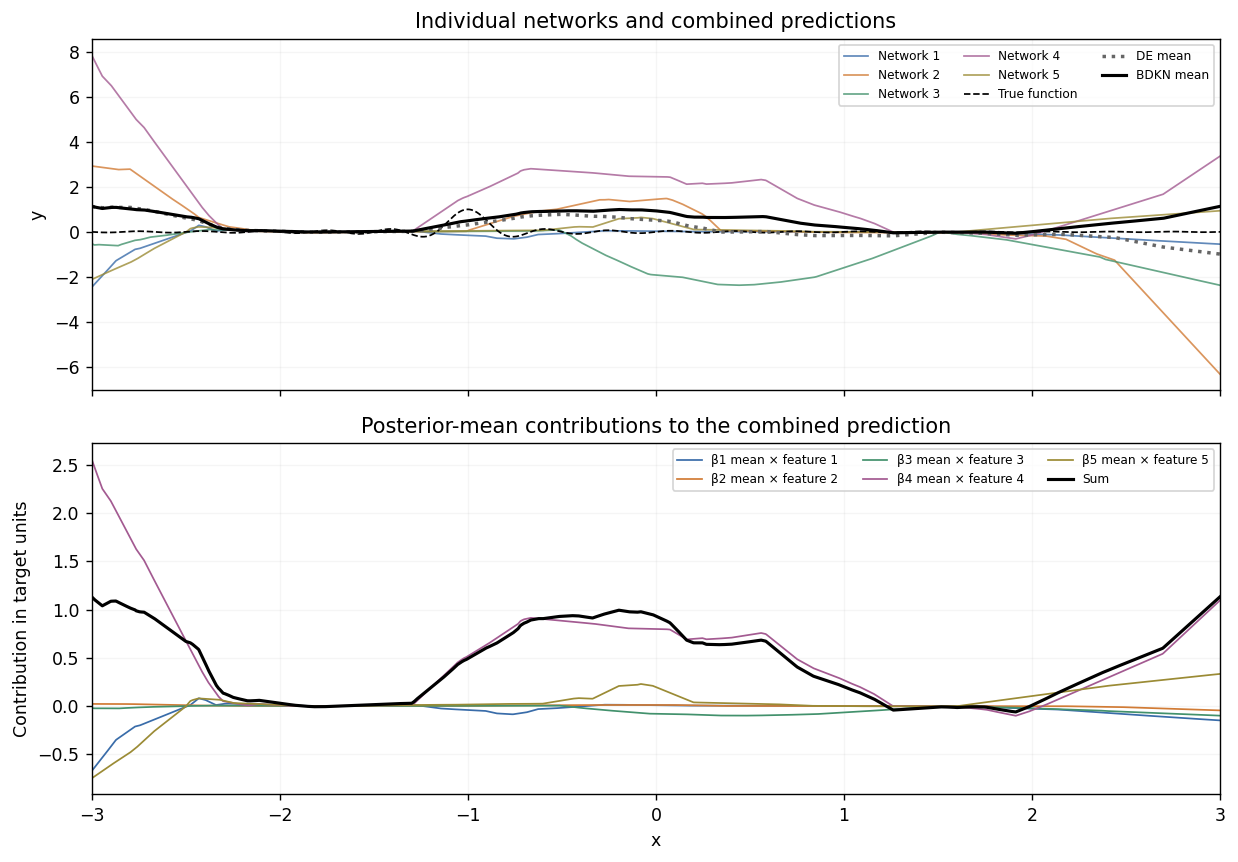 Individual networks and combined predictions
8
6
4
2
0
−2
−4
−6
y
Network 1
Network 2
Network 3
Network 4
Network 5
True function
DE mean
BDKN mean
Posterior-mean contributions to the combined prediction
2.5
2.0
1.5
1.0
0.5
0.0
−0.5
Contribution in target units
β1 mean × feature 1
β2 mean × feature 2
β3 mean × feature 3
β4 mean × feature 4
β5 mean × feature 5
Sum
−3
−2
−1
0
1
2
3
x